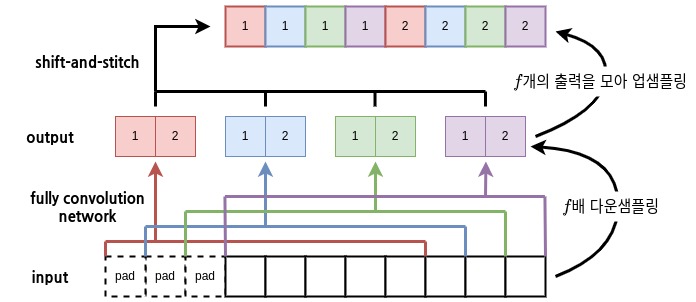 1 1 1 1 2 2 2 2
shift-and-stitch
f개의 출력을 모아 업샘플링
output
1 2 1 2 1 2 1 2
fully convolution
network
f배 다운샘플링
input
pad pad pad